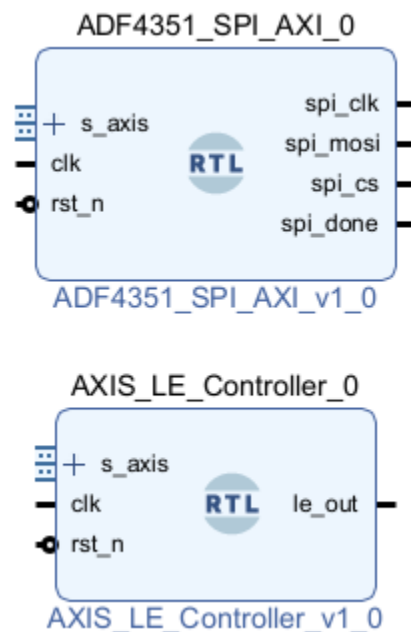 ADF4351_SPI_AXI_0
+ s_axis
clk
rst_n
RTL
spi_clk
spi_mosi
spi_cs
spi_done
ADF4351_SPI_AXI_v1_0
AXIS_LE_Controller_0
+ s_axis
clk
rst_n
RTL
le_out
AXIS_LE_Controller_v1_0